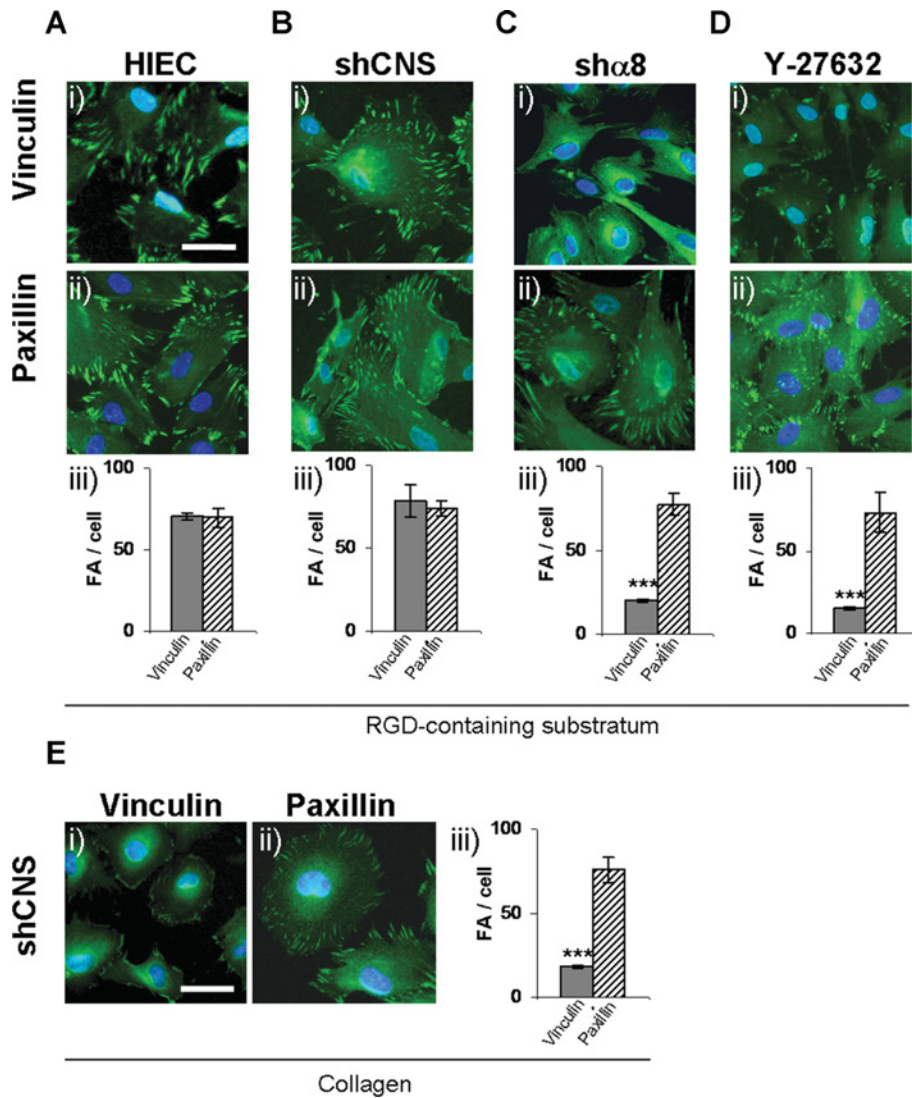 A B C D
HIEC shCNS shα8 Y-27632
Vinculin
i) i) i) i)
Paxillin
ii) ii) ii) ii)
iii) iii) iii) iii)
100 100 100 100
FA / cell FA / cell FA / cell FA / cell
50 50 50 50
*** ***
0 0 0 0
Vinculin Paxillin Vinculin Paxillin Vinculin Paxillin Vinculin Paxillin
RGD-containing substratum
E
Vinculin Paxillin
shCNS
i) ii) iii)
100
FA / cell
50
***
0
Vinculin Paxillin
Collagen